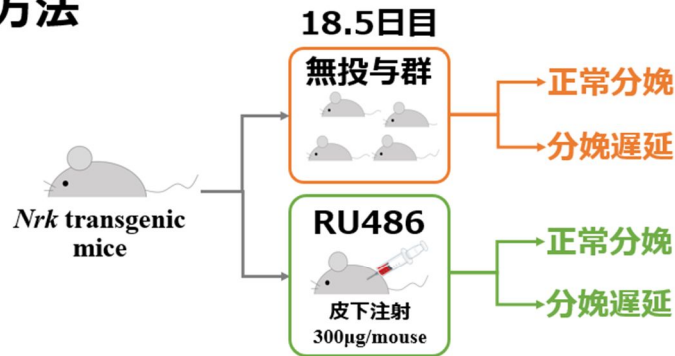 方法
18.5日目
無投与群
正常分娩
分娩遅延
Nrk transgenic
mice
RU486
皮下注射
300μg/mouse
正常分娩
分娩遅延